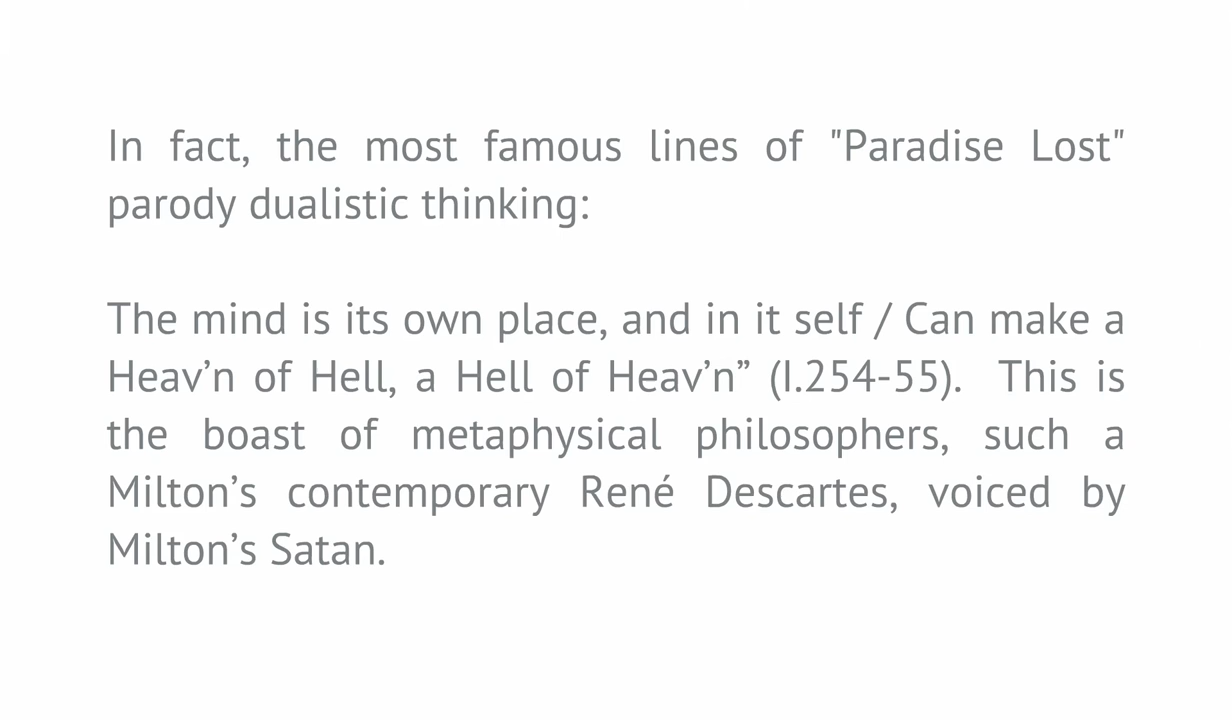 In fact, the most famous lines of "Paradise Lost"
parody dualistic thinking:
The mind is its own place, and in it self / Can make a
Heav’n of Hell, a Hell of Heav’n” (I.254-55).  This is
the boast of metaphysical philosophers, such a
Milton’s contemporary René Descartes, voiced by
Milton’s Satan.